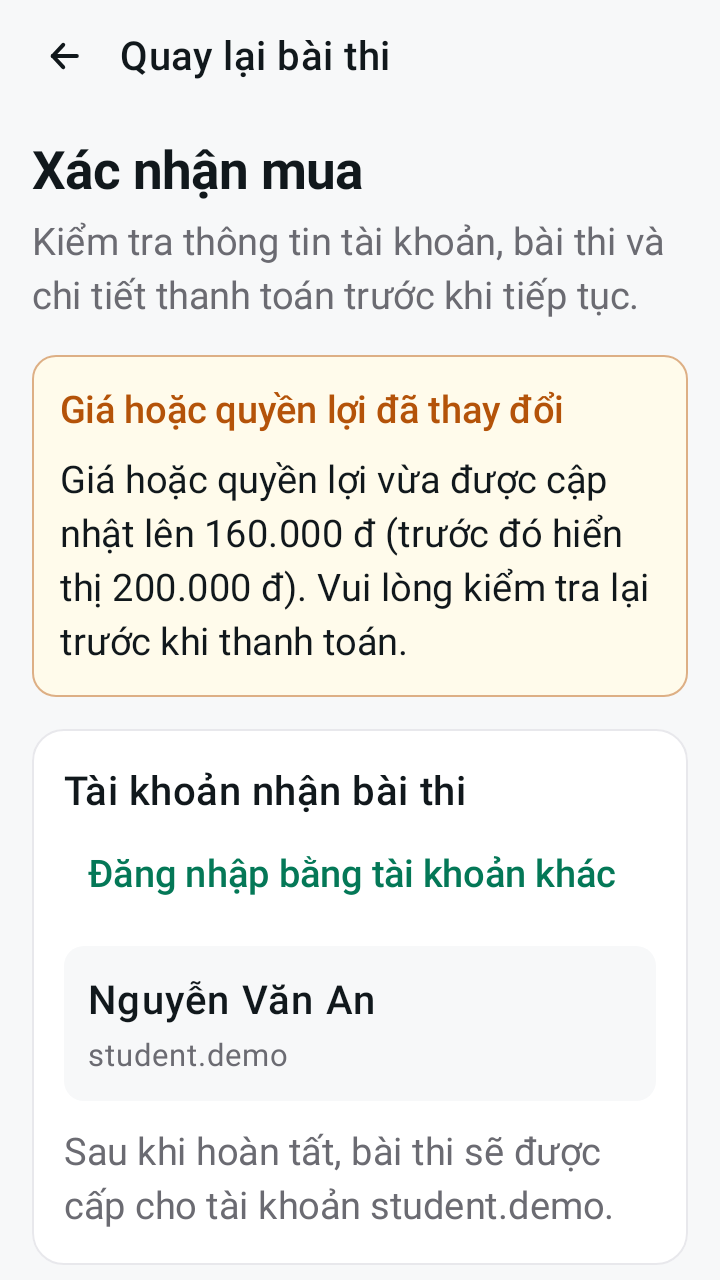 Quay lại bài thi
Xác nhận mua
Kiểm tra thông tin tài khoản, bài thi và
chi tiết thanh toán trước khi tiếp tục.
Giá hoặc quyền lợi đã thay đổi
Giá hoặc quyền lợi vừa được cập
nhật lên 160.000 đ (trước đó hiển
thị 200.000 đ). Vui lòng kiểm tra lại
trước khi thanh toán.
Tài khoản nhận bài thi
Đăng nhập bằng tài khoản khác
Nguyễn Văn An
student.demo
Sau khi hoàn tất, bài thi sẽ được
cấp cho tài khoản student.demo.